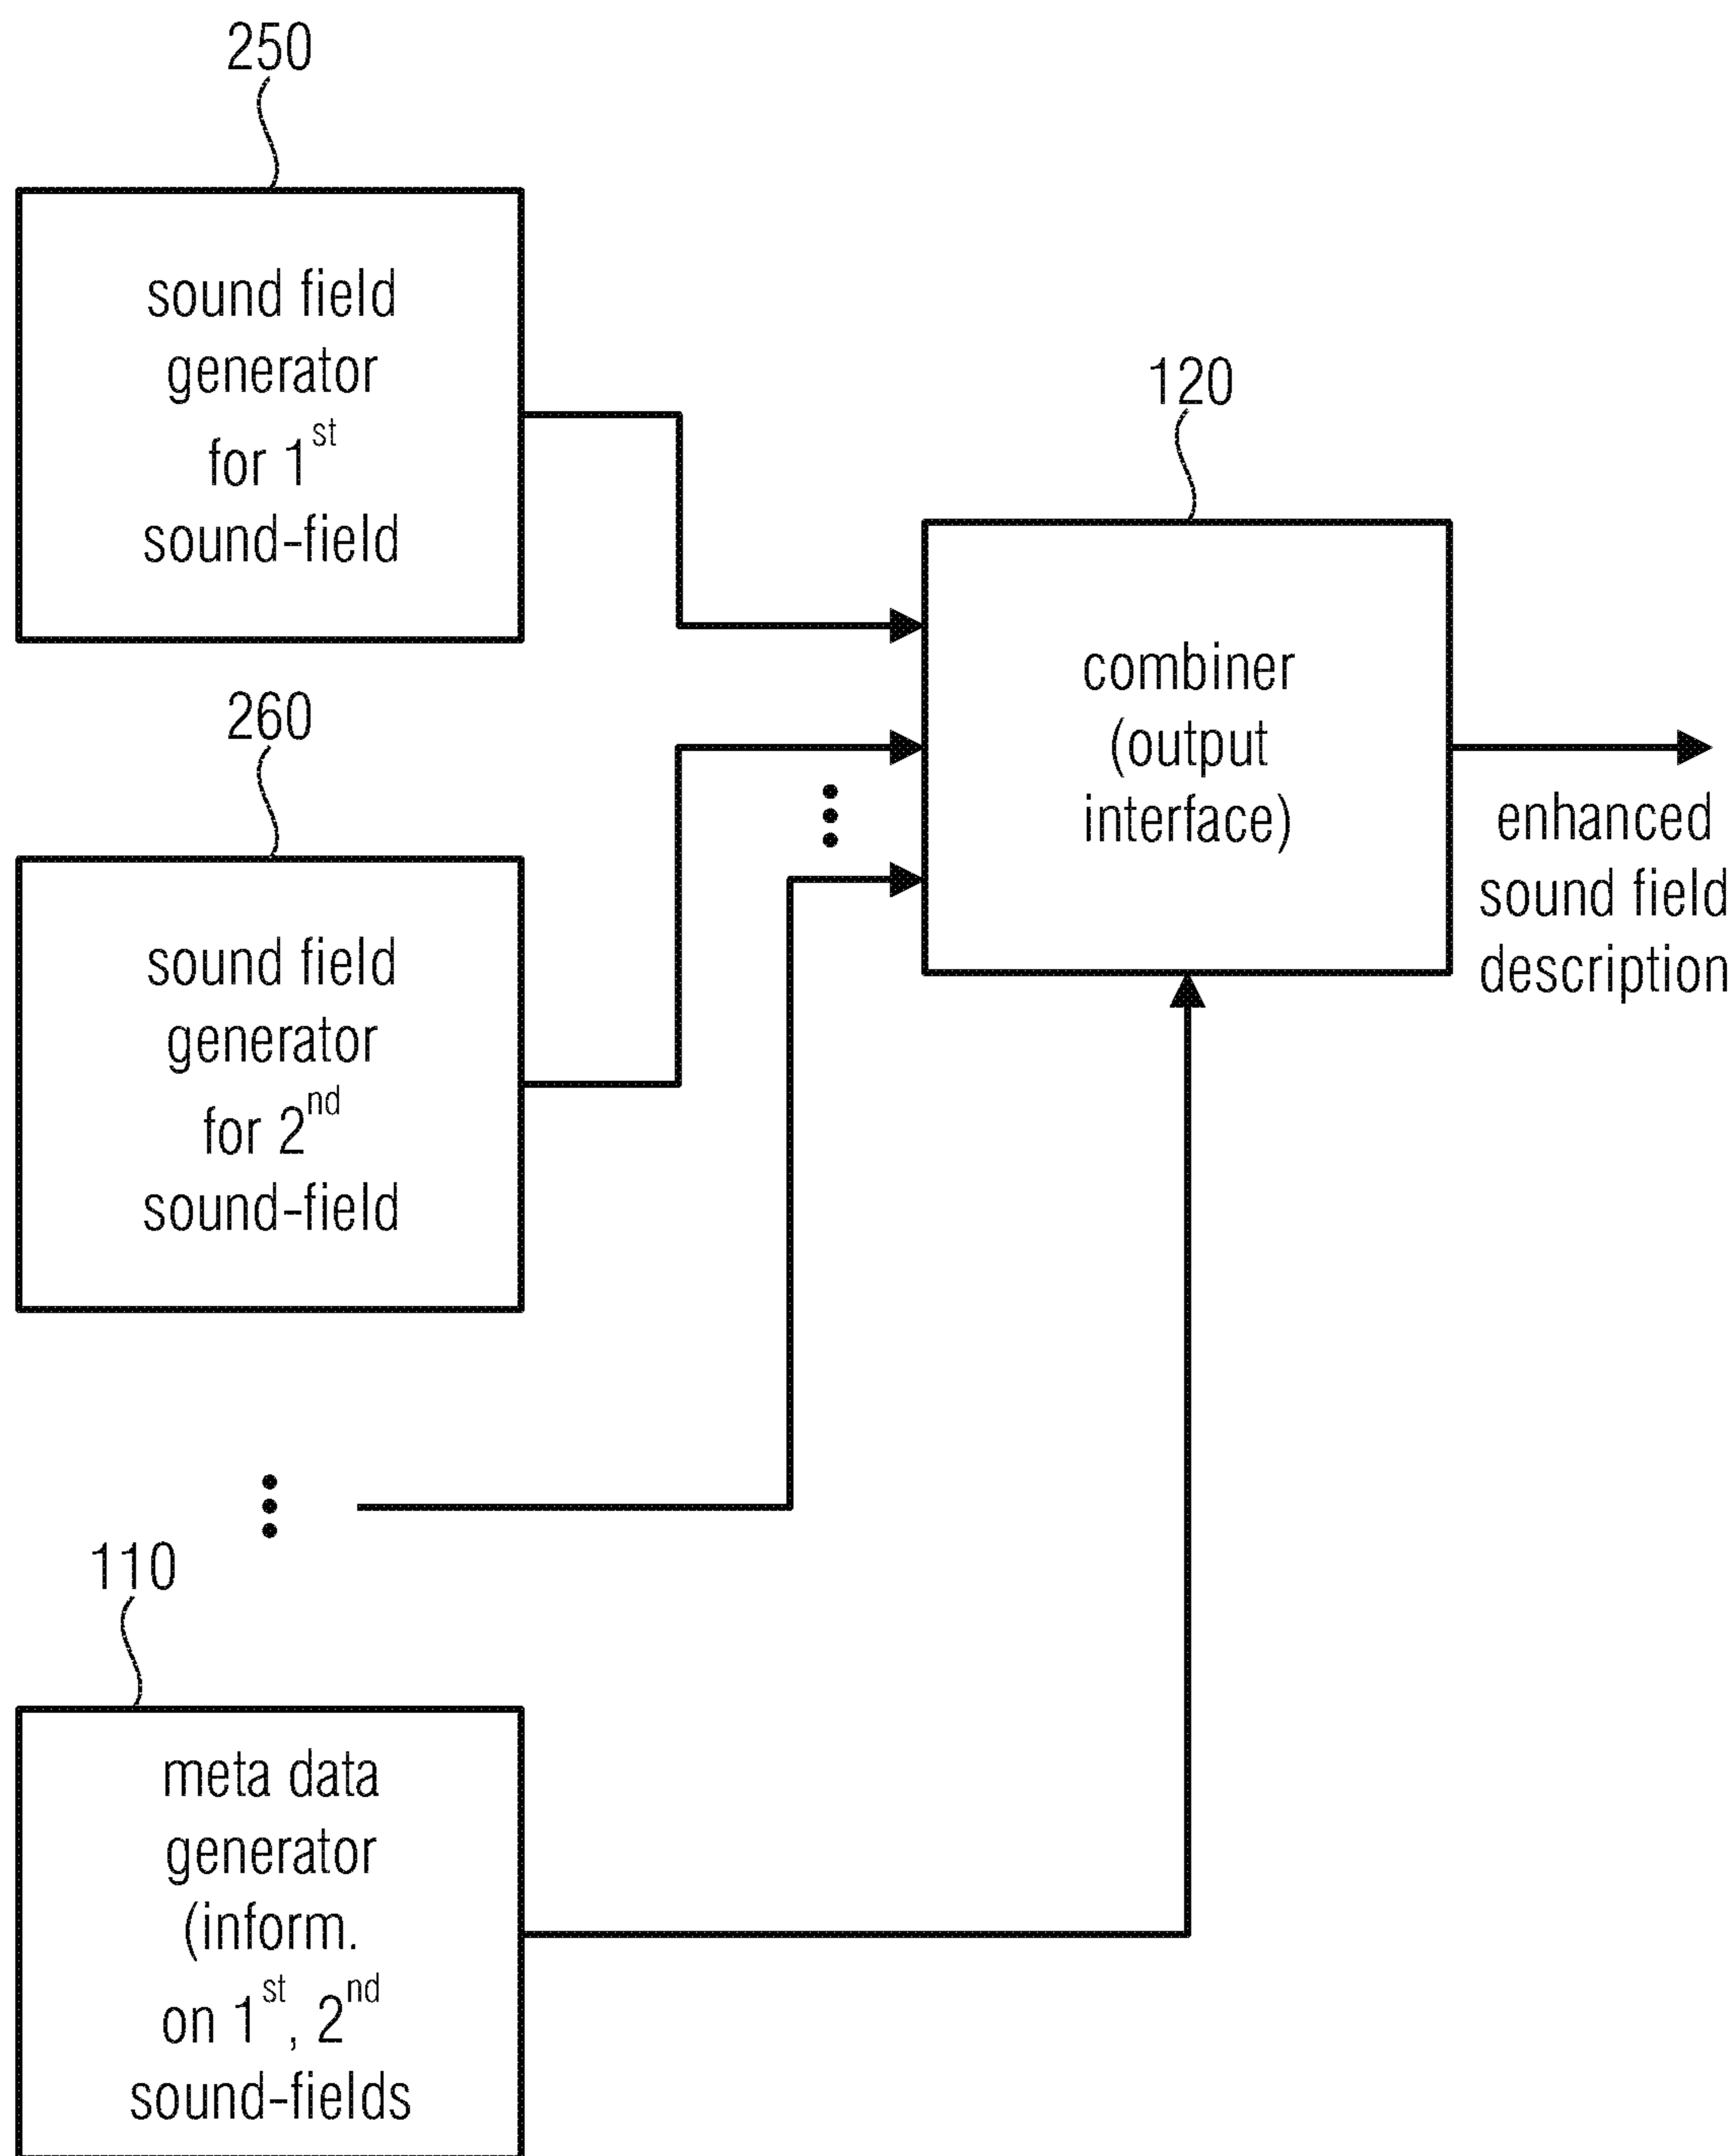 250
sound field
generator
for 1st
sound-field
120
combiner
(output
interface)
enhanced
sound field
description
260
sound field
generator
for 2nd
sound-field
110
meta data
generator
(inform.
on 1st, 2nd
sound-fields